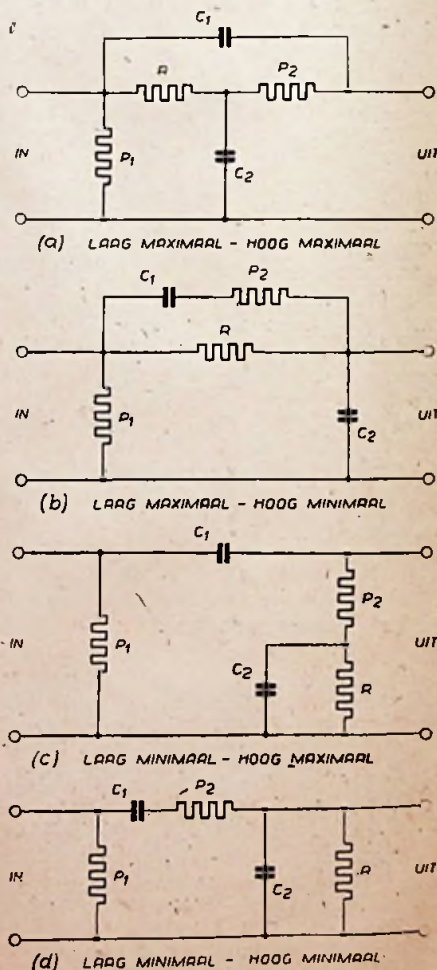 C1
R
P2
IN
P1
C2
UIT
(a) LAAG MAXIMAAL - HOOG MAXIMAAL
C1
P2
R
IN
P1
C2
UIT
(b) LAAG MAXIMAAL - HOOG MINIMAAL
C1
P2
IN
P1
C2
R
UIT
(c) LAAG MINIMAAL - HOOG MAXIMAAL
C1
P2
IN
P1
C2
R
UIT
(d) LAAG MINIMAAL - HOOG MINIMAAL